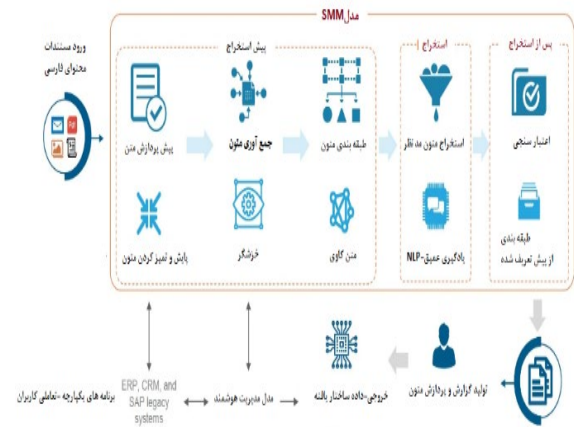 مدل SMM
ورود مستندات
محتوای فارسی
پیش استخراج
استخراج
پس از استخراج
پیش پردازش متن
جمع آوری متون
طبقه بندی متون
استخراج متون مد نظر
اعتبار سنجی
پایش و تمیز کردن متون
خزشگر
متن کاوی
یادگیری عمیق-NLP
طبقه بندی
از پیش تعریف شده
تولید گزارش و پردازش متون
خروجی-داده ساختار یافته
مدل مدیریت هوشمند
ERP, CRM, and
SAP legacy
systems
برنامه های یکپارچه -تعاملی کاربران